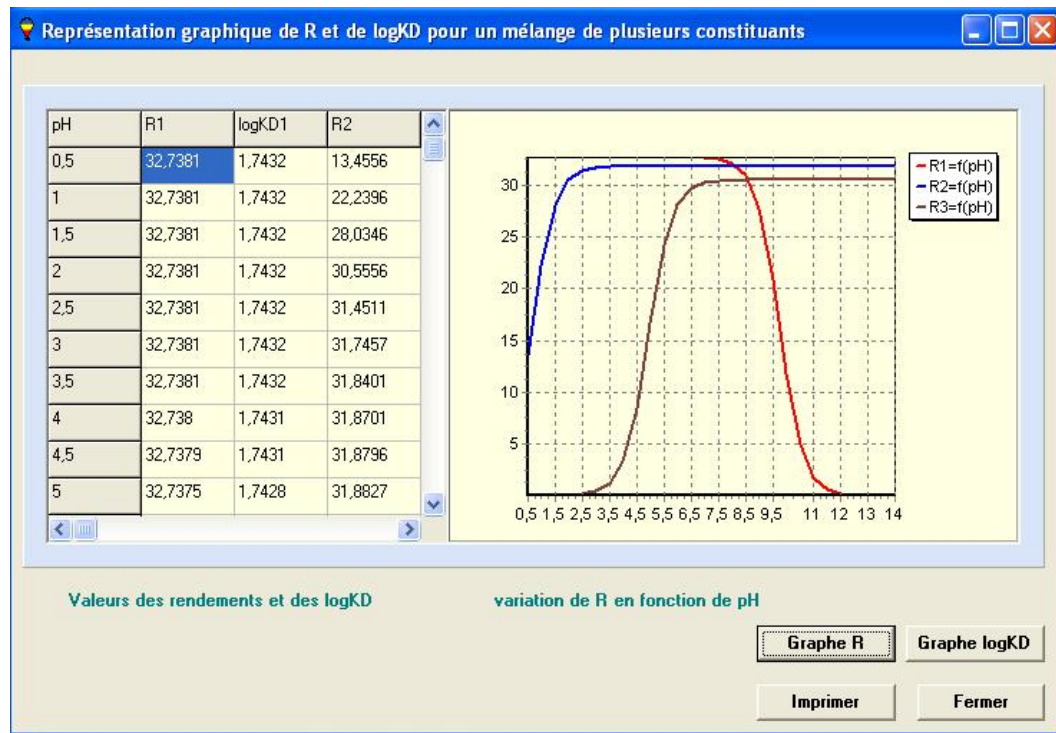 Représentation graphique de R et de logKD pour un mélange de plusieurs constituants
pH R1 logKD1 R2
0,5 32,7381 1,7432 13,4556
1 32,7381 1,7432 22,2396
1,5 32,7381 1,7432 28,0346
2 32,7381 1,7432 30,5556
2,5 32,7381 1,7432 31,4511
3 32,7381 1,7432 31,7457
3,5 32,7381 1,7432 31,8401
4 32,738 1,7431 31,8701
4,5 32,7379 1,7431 31,8796
5 32,7375 1,7428 31,8827
30
25
20
15
10
5
0,5 1,5 2,5 3,5 4,5 5,5 6,5 7,5 8,5 9,5 11 12 13 14
R1=f(pH)
R2=f(pH)
R3=f(pH)
Valeurs des rendements et des logKD
variation de R en fonction de pH
Graphe R Graphe logKD
Imprimer Fermer